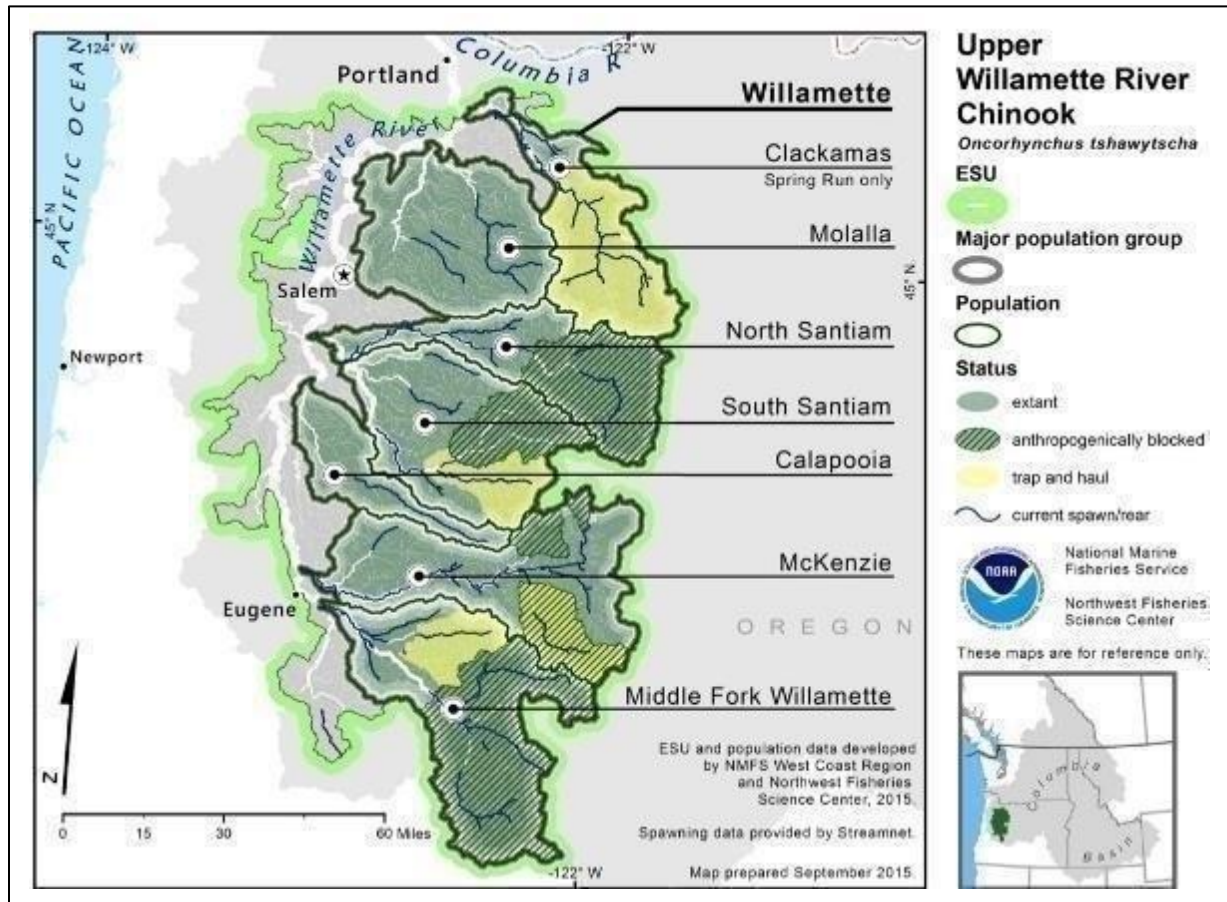 124° W
122° W
Columbia R
Portland
PACIFIC OCEAN
Willamette River
45° N
Salem
Newport
Eugene
Willamette
Clackamas
Spring Run only
Molalla
North Santiam
45° N
South Santiam
Calapooia
McKenzie
OREGON
Middle Fork Willamette
ESU and population data developed
by NMFS West Coast Region
and Northwest Fisheries
Science Center, 2015.
Spawning data provided by Streamnet.
Map prepared September 2015.
N
0 15 30 60 Miles
-122° W
Upper
Willamette River
Chinook
Oncorhynchus tshawytscha
ESU
Major population group
Population
Status
extant
anthropogenically blocked
trap and haul
current spawn/rear
NOAA
National Marine
Fisheries Service
Northwest Fisheries
Science Center
These maps are for reference only.
Columbia
Basin